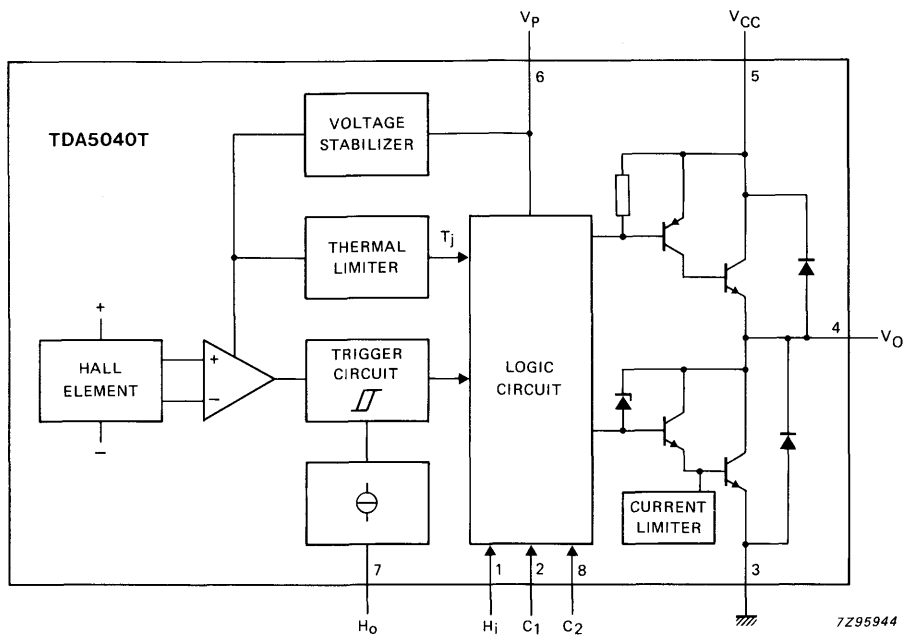 VP
VCC
6
5
TDA5040T
VOLTAGE
STABILIZER
THERMAL
LIMITER
Tj
+
HALL
ELEMENT
−
+
−
TRIGGER
CIRCUIT
LOGIC
CIRCUIT
4
VO
CURRENT
LIMITER
7
1
2
8
3
Ho
Hi
C1
C2
7Z95944